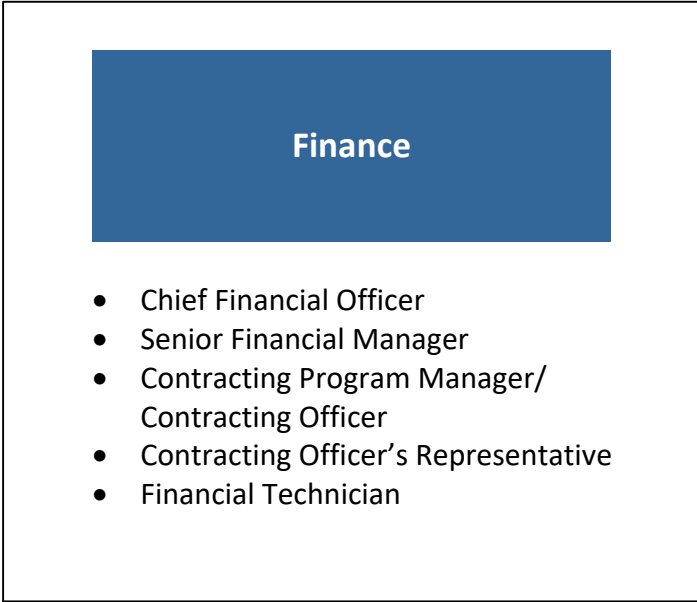 Finance
• Chief Financial Officer
• Senior Financial Manager
• Contracting Program Manager/
Contracting Officer
• Contracting Officer’s Representative
• Financial Technician